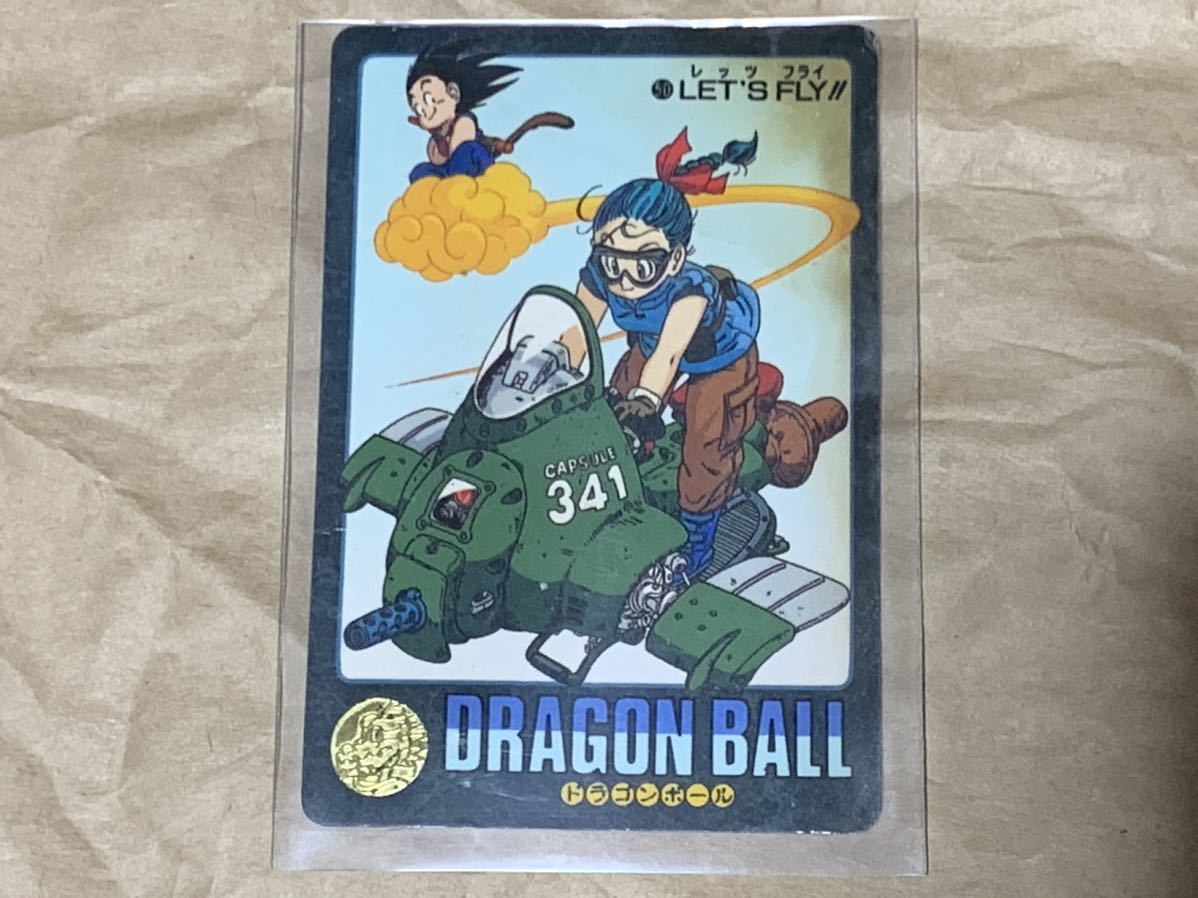 レッツ フライ
50 LET'S FLY!!
CAPSULE
341
DRAGON BALL
ドラゴンボール